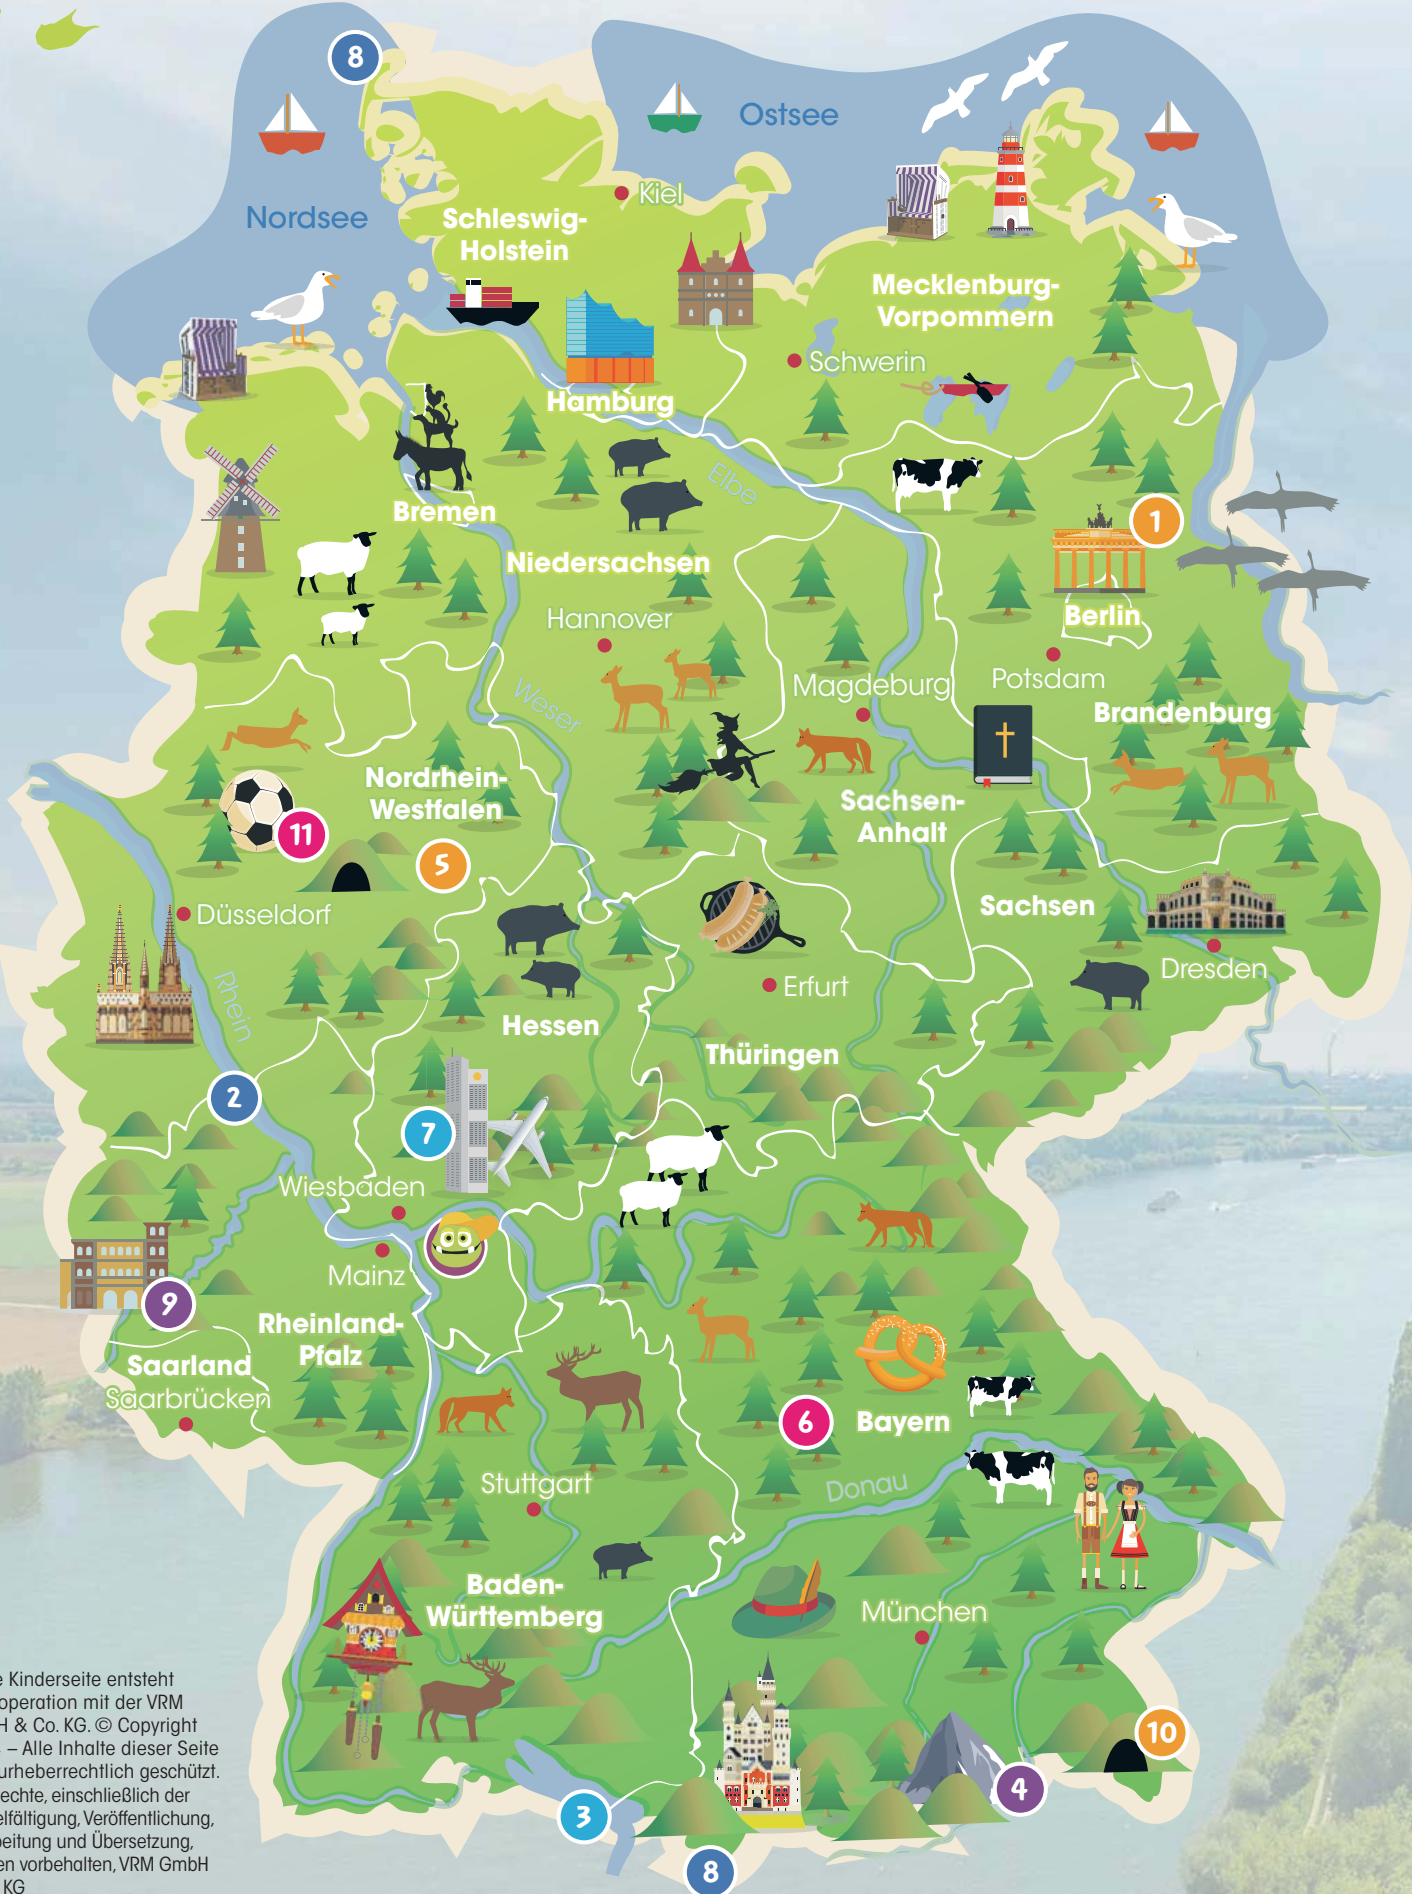 8
Ostsee
Nordsee
Kiel
Schleswig-
Holstein
Mecklenburg-
Vorpommern
Schwerin
Hamburg
Elbe
Bremen
1
Niedersachsen
Hannover
Berlin
Weser
Magdeburg
Potsdam
Brandenburg
Nordrhein-
Westfalen
Sachsen-
Anhalt
11
5
Düsseldorf
Sachsen
Rhein
Erfurt
Dresden
Hessen
Thüringen
2
7
Wiesbaden
Mainz
9
Rheinland-
Pfalz
Saarland
Saarbrücken
6
Bayern
Stuttgart
Donau
Baden-
Württemberg
München
10
4
3
8
e Kinderseite entsteht
operation mit der VRM
H & Co. KG. © Copyright
– Alle Inhalte dieser Seite
urheberrechtlich geschützt.
echte, einschließlich der
elfältigung, Veröffentlichung,
beitung und Übersetzung,
en vorbehalten, VRM GmbH
KG